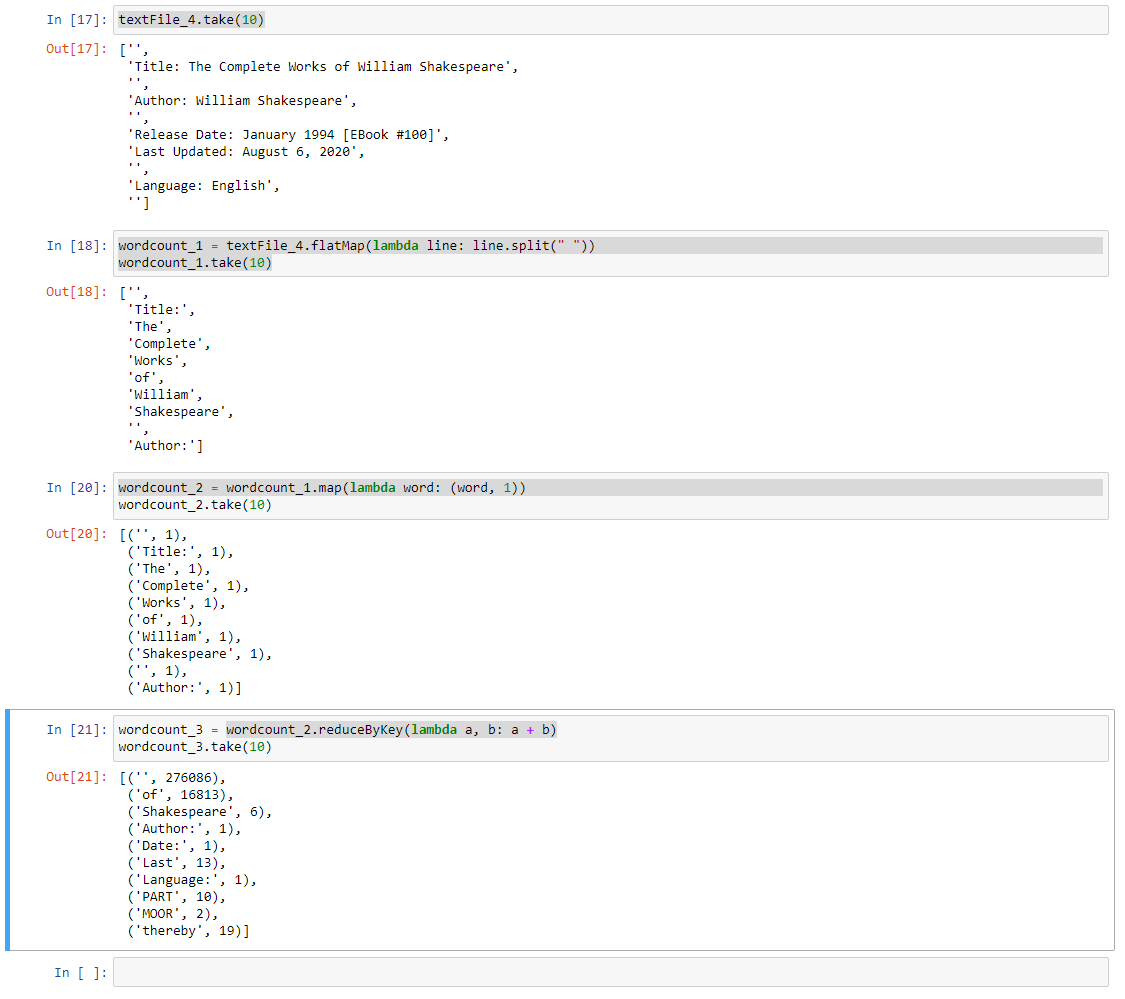 In [17]: textFile_4.take(10)
Out[17]: ['',
 'Title: The Complete Works of William Shakespeare',
 '',
 'Author: William Shakespeare',
 '',
 'Release Date: January 1994 [EBook #100]',
 'Last Updated: August 6, 2020',
 '',
 'Language: English',
 '']
In [18]: wordcount_1 = textFile_4.flatMap(lambda line: line.split(" "))
wordcount_1.take(10)
Out[18]: ['',
 'Title:',
 'The',
 'Complete',
 'Works',
 'of',
 'William',
 'Shakespeare',
 '',
 'Author:']
In [20]: wordcount_2 = wordcount_1.map(lambda word: (word, 1))
wordcount_2.take(10)
Out[20]: [('', 1),
 ('Title:', 1),
 ('The', 1),
 ('Complete', 1),
 ('Works', 1),
 ('of', 1),
 ('William', 1),
 ('Shakespeare', 1),
 ('', 1),
 ('Author:', 1)]
In [21]: wordcount_3 = wordcount_2.reduceByKey(lambda a, b: a + b)
wordcount_3.take(10)
Out[21]: [('', 276086),
 ('of', 16813),
 ('Shakespeare', 6),
 ('Author:', 1),
 ('Date:', 1),
 ('Last', 13),
 ('Language:', 1),
 ('PART', 10),
 ('MOOR', 2),
 ('thereby', 19)]
In [ ]: